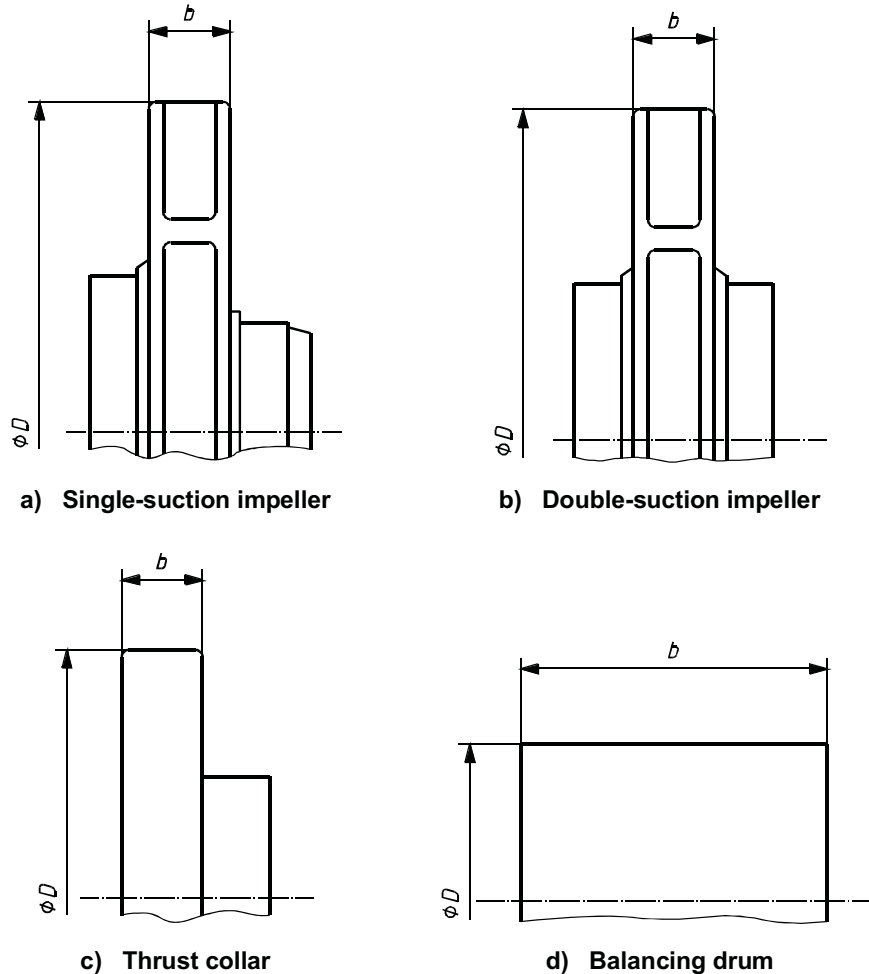 b
b
ϕD
ϕD
a) Single-suction impeller
b) Double-suction impeller
b
b
ϕD
ϕD
c) Thrust collar
d) Balancing drum